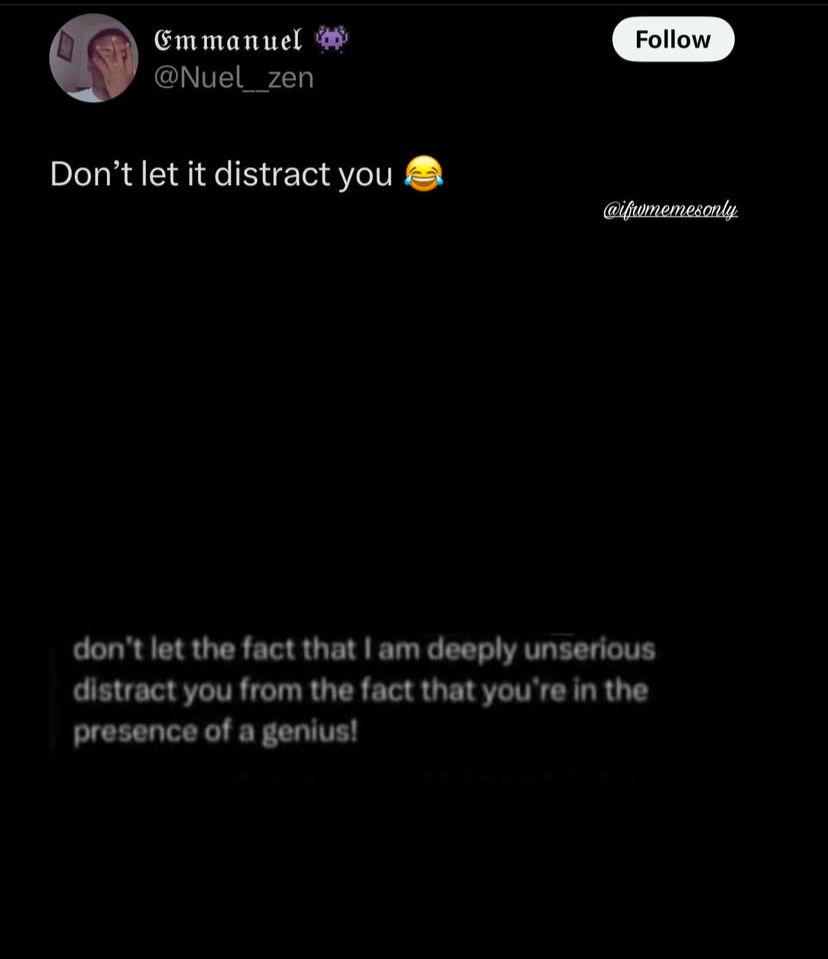 𝕰𝖒𝖒𝖆𝖓𝖚𝖊𝖑 👾
Follow
@Nuel__zen
Don’t let it distract you 😂
@ifwmemesonly
don't let the fact that I am deeply unserious
distract you from the fact that you're in the
presence of a genius!